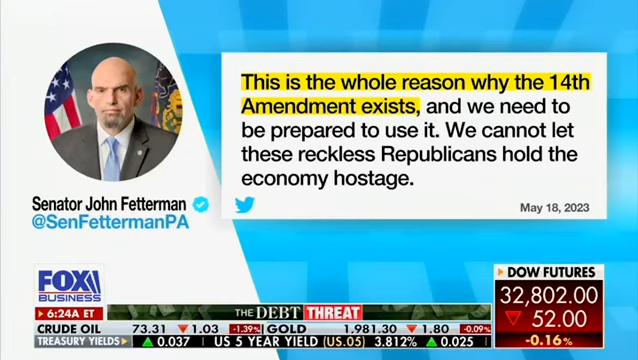 This is the whole reason why the 14th
Amendment exists, and we need to
be prepared to use it. We cannot let
these reckless Republicans hold the
economy hostage.
May 18, 2023
Senator John Fetterman
@SenFettermanPA
FOX
BUSINESS
6:24A ET
THE DEBT THREAT
CRUDE OIL 73.31 ▼ 1.03 -1.39% GOLD 1,981.30 ▼ 1.80 -0.09%
TREASURY YIELDS ▲ 0.037 US 5 YEAR YIELD (US.05) 3.812% ▲ 0.025
DOW FUTURES
32,802.00
▼ 52.00
-0.16%